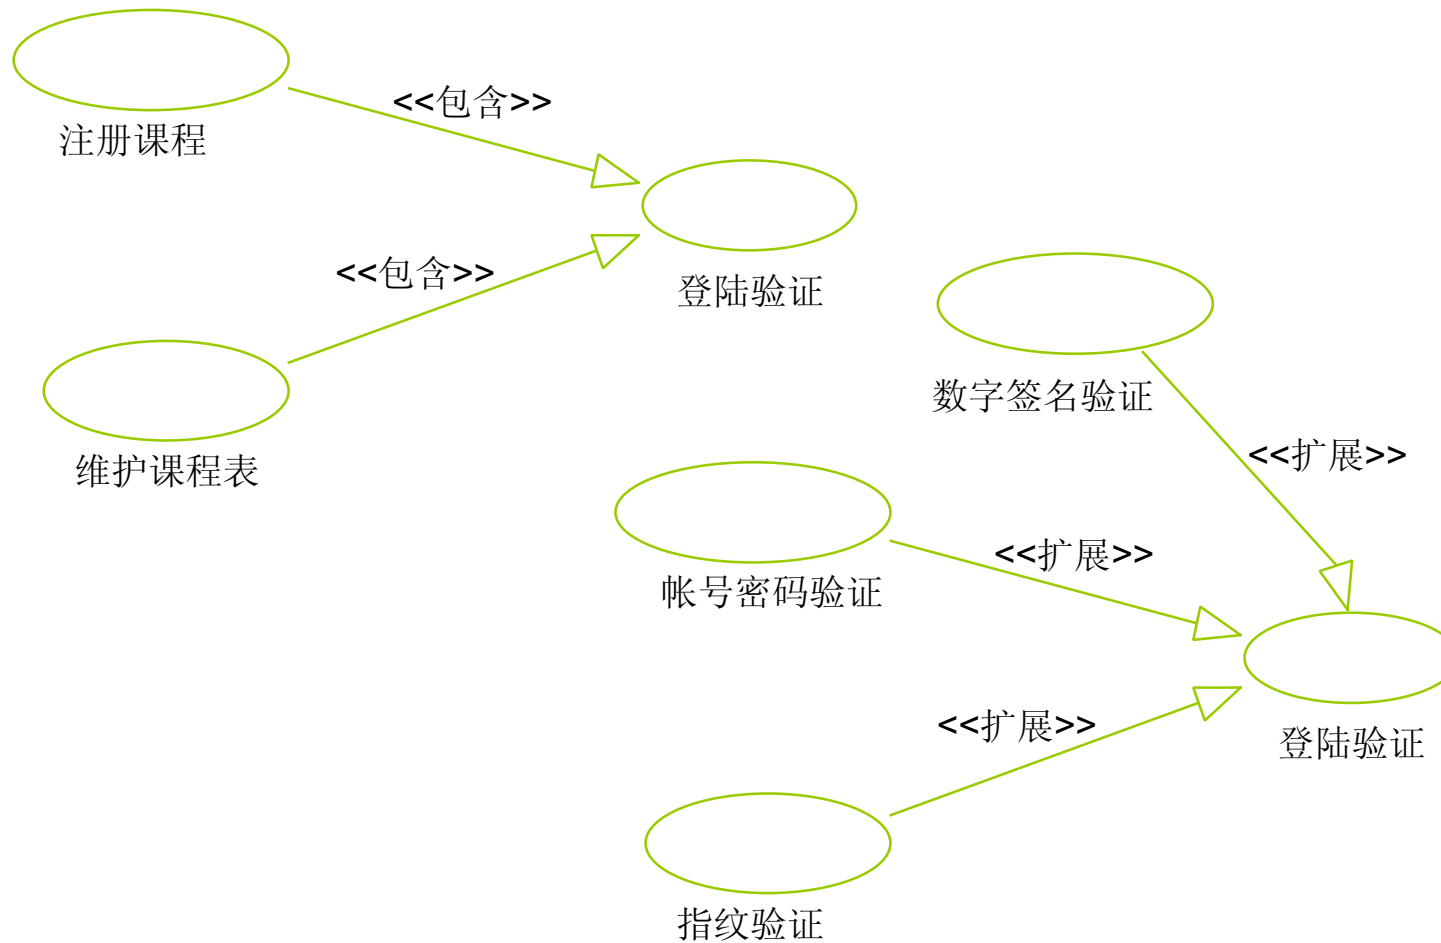 <<包含>>
注册课程
<<包含>>
登陆验证
维护课程表
数字签名验证
<<扩展>>
<<扩展>>
帐号密码验证
<<扩展>>
登陆验证
指纹验证